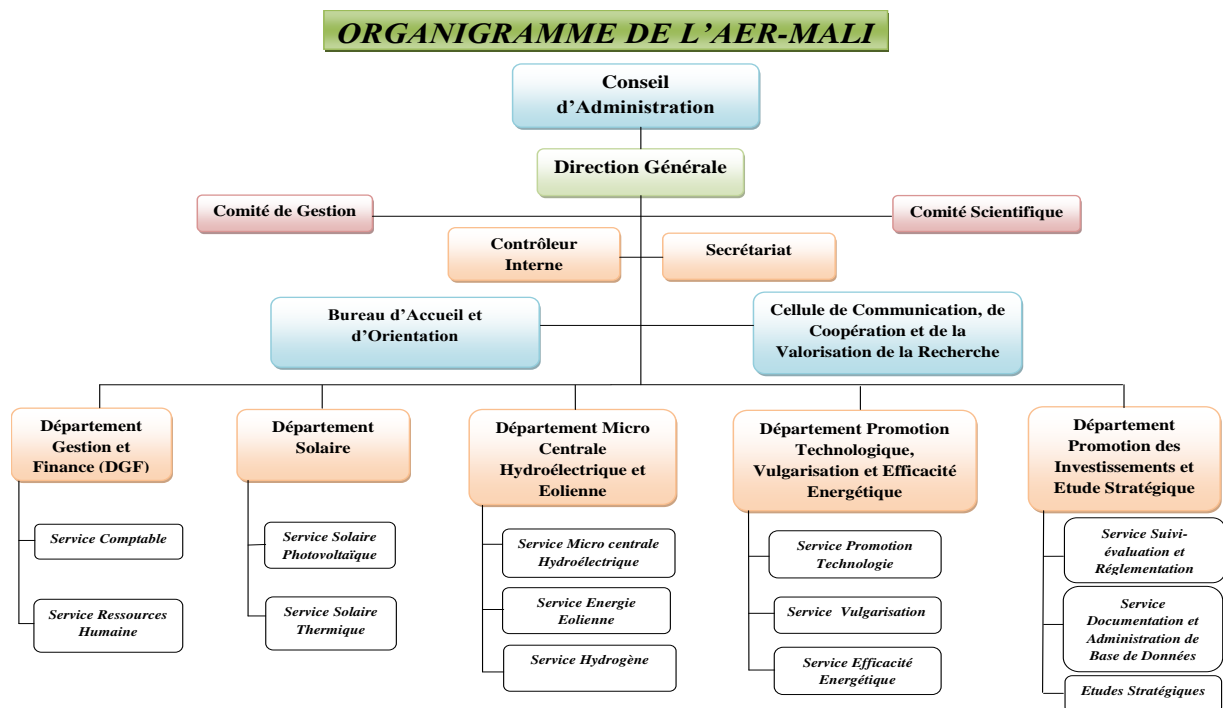 ORGANIGRAMME DE L'AER-MALI
Conseil
d'Administration
Direction Générale
Comité de Gestion
Comité Scientifique
Contrôleur
Interne
Secrétariat
Bureau d'Accueil et
d'Orientation
Cellule de Communication, de
Coopération et de la
Valorisation de la Recherche
Département
Gestion et
Finance (DGF)
Service Comptable
Service Ressources
Humaine
Département
Solaire
Service Solaire
Photovoltaïque
Service Solaire
Thermique
Département Micro
Centrale
Hydroélectrique et
Eolienne
Service Micro centrale
Hydroélectrique
Service Energie
Eolienne
Service Hydrogène
Département Promotion
Technologique,
Vulgarisation et Efficacité
Energétique
Service Promotion
Technologie
Service Vulgarisation
Service Efficacité
Energétique
Département
Promotion des
Investissements et
Etude Stratégique
Service Suivi-
évaluation et
Réglementation
Service
Documentation et
Administration de
Base de Données
Etudes Stratégiques